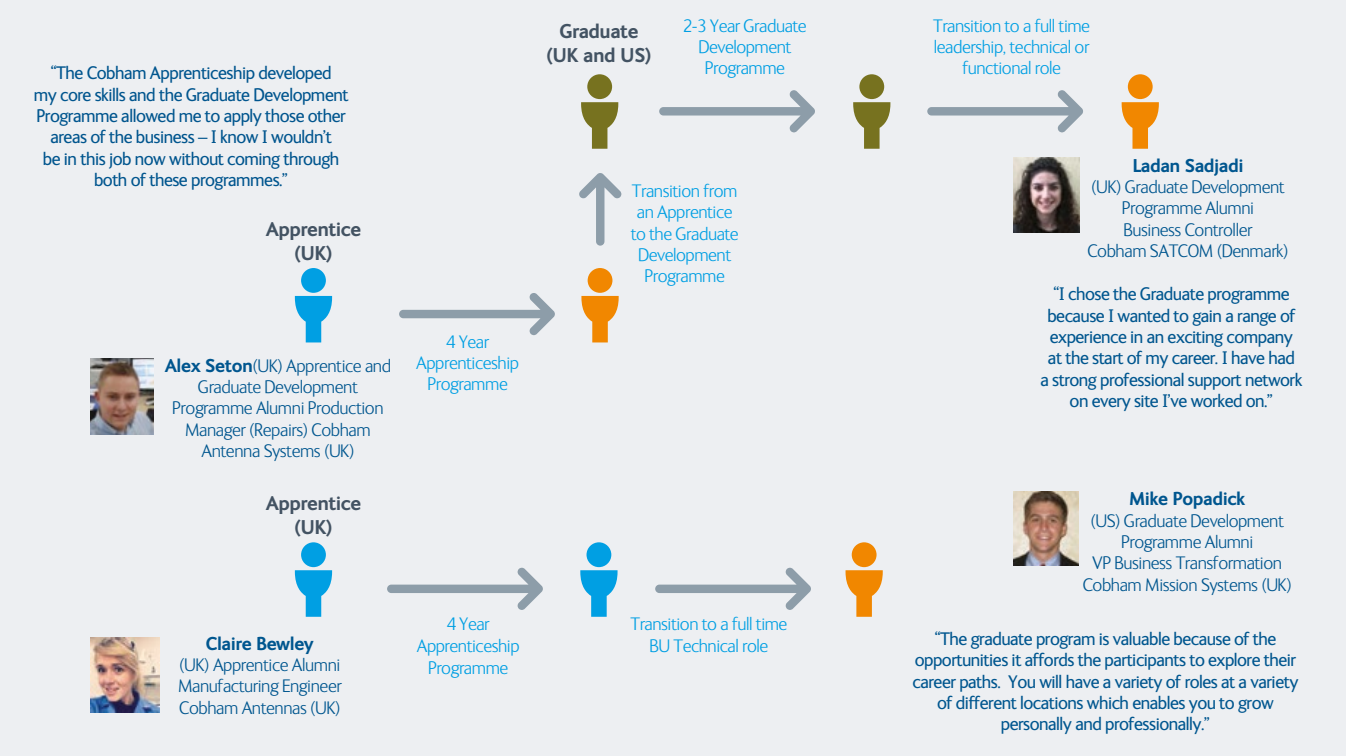 “The Cobham Apprenticeship developed
my core skills and the Graduate Development
Programme allowed me to apply those other
areas of the business – I know I wouldn’t
be in this job now without coming through
both of these programmes.”
Graduate
(UK and US)
2-3 Year Graduate
Development
Programme
Transition to a full time
leadership, technical or
functional role
Transition from
an Apprentice
to the Graduate
Development
Programme
Ladan Sadjadi
(UK) Graduate Development
Programme Alumni
Business Controller
Cobham SATCOM (Denmark)
“I chose the Graduate programme
because I wanted to gain a range of
experience in an exciting company
at the start of my career. I have had
a strong professional support network
on every site I’ve worked on.”
Apprentice
(UK)
4 Year
Apprenticeship
Programme
Alex Seton(UK) Apprentice and
Graduate Development
Programme Alumni Production
Manager (Repairs) Cobham
Antenna Systems (UK)
Apprentice
(UK)
4 Year
Apprenticeship
Programme
Transition to a full time
BU Technical role
Claire Bewley
(UK) Apprentice Alumni
Manufacturing Engineer
Cobham Antennas (UK)
Mike Popadick
(US) Graduate Development
Programme Alumni
VP Business Transformation
Cobham Mission Systems (UK)
“The graduate program is valuable because of the
opportunities it affords the participants to explore their
career paths.  You will have a variety of roles at a variety
of different locations which enables you to grow
personally and professionally.”